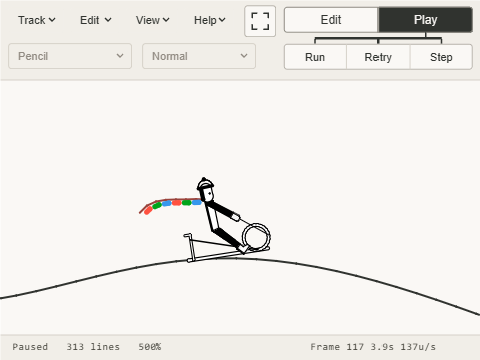 Track Edit View Help Edit Play
Pencil Normal Run Retry Step
Paused 313 lines 500% Frame 117 3.9s 137u/s